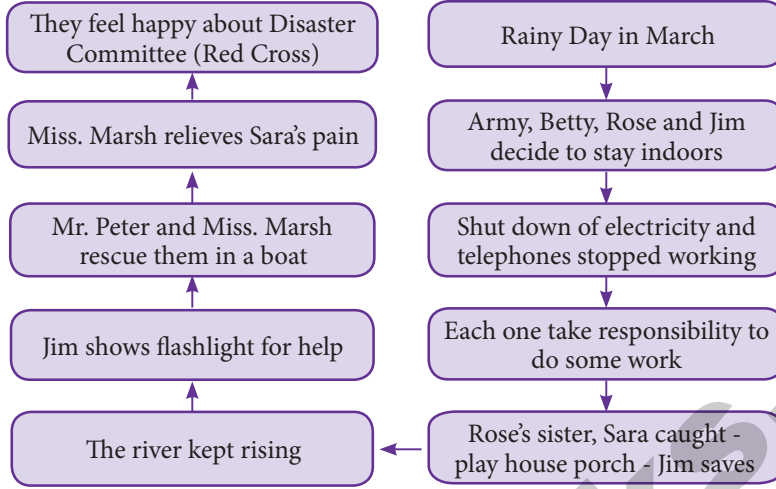 Rainy Day in March
Army, Betty, Rose and Jim
decide to stay indoors
Shut down of electricity and
telephones stopped working
Each one take responsibility to
do some work
Rose’s sister, Sara caught -
play house porch - Jim saves
The river kept rising
Jim shows flashlight for help
Mr. Peter and Miss. Marsh
rescue them in a boat
Miss. Marsh relieves Sara’s pain
They feel happy about Disaster
Committee (Red Cross)